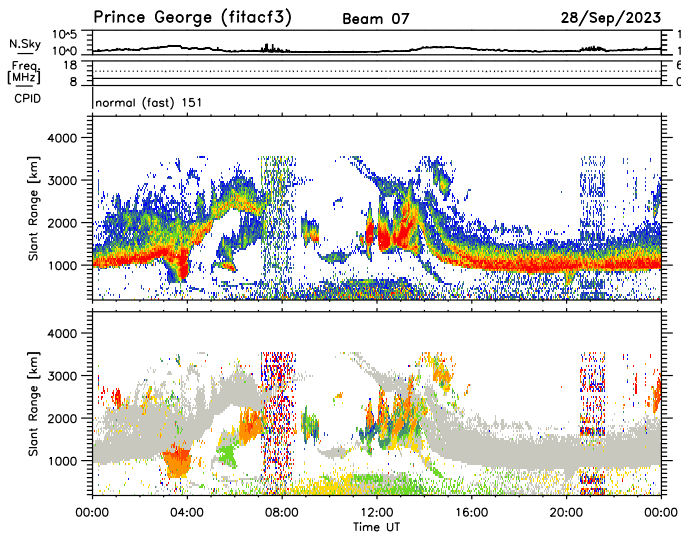 Prince George (fitacf3) Beam 07 28/Sep/2023
N.Sky 10^5 10^0
Freq. [MHz] 18 8 6 0
CPID normal (fast) 151
Slant Range [km] 4000 3000 2000 1000
Slant Range [km] 4000 3000 2000 1000
00:00 04:00 08:00 12:00 16:00 20:00 00:00
Time UT